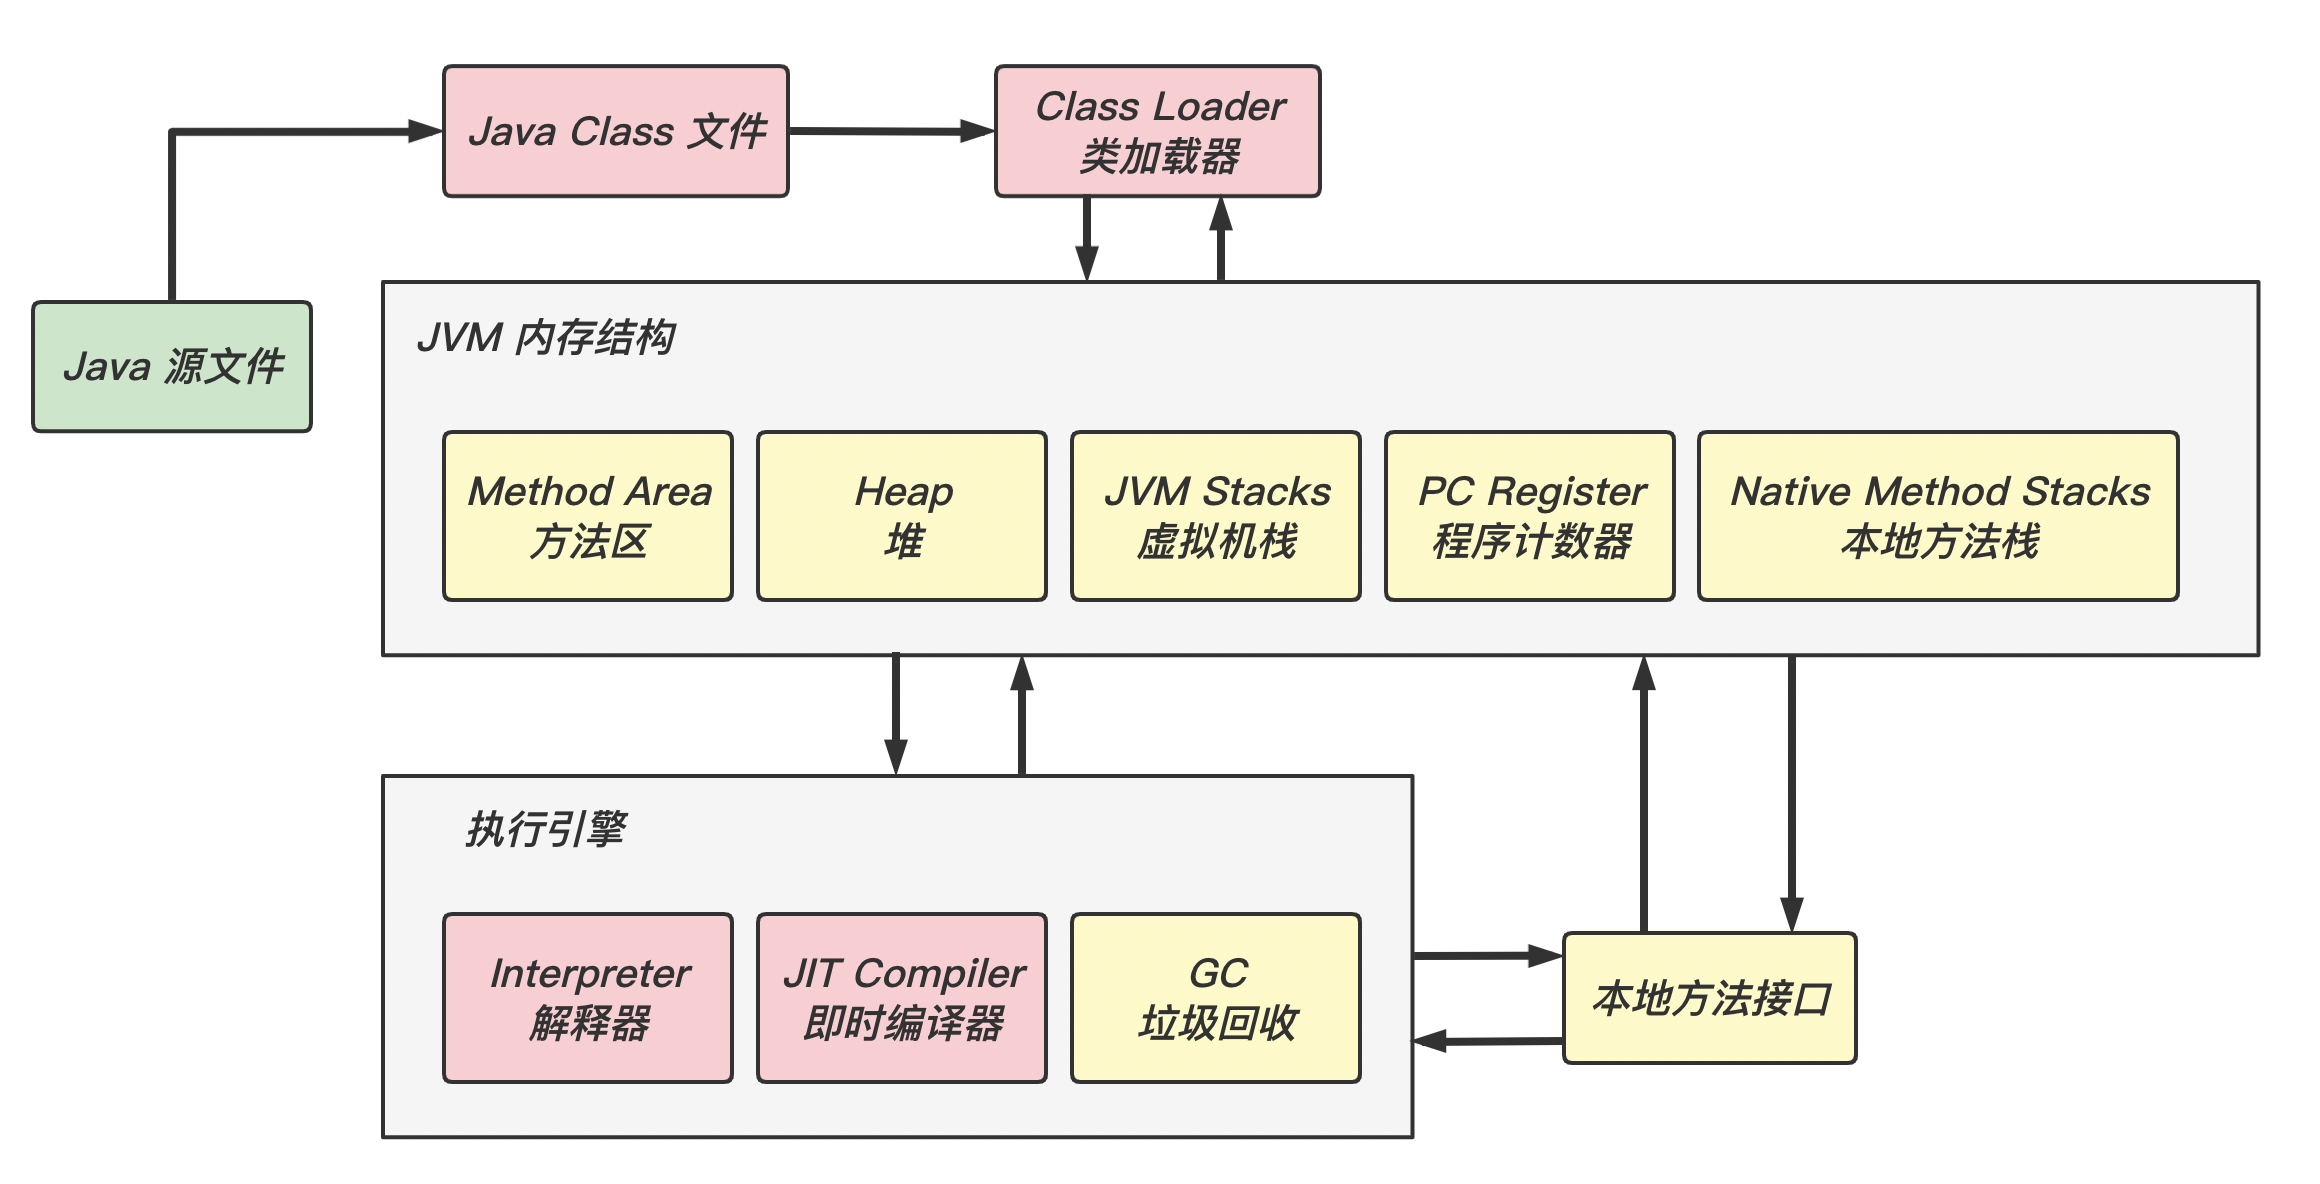 Java Class 文件
Class Loader
类加载器
Java 源文件
JVM 内存结构
Method Area
方法区
Heap
堆
JVM Stacks
虚拟机栈
PC Register
程序计数器
Native Method Stacks
本地方法栈
执行引擎
Interpreter
解释器
JIT Compiler
即时编译器
GC
垃圾回收
本地方法接口